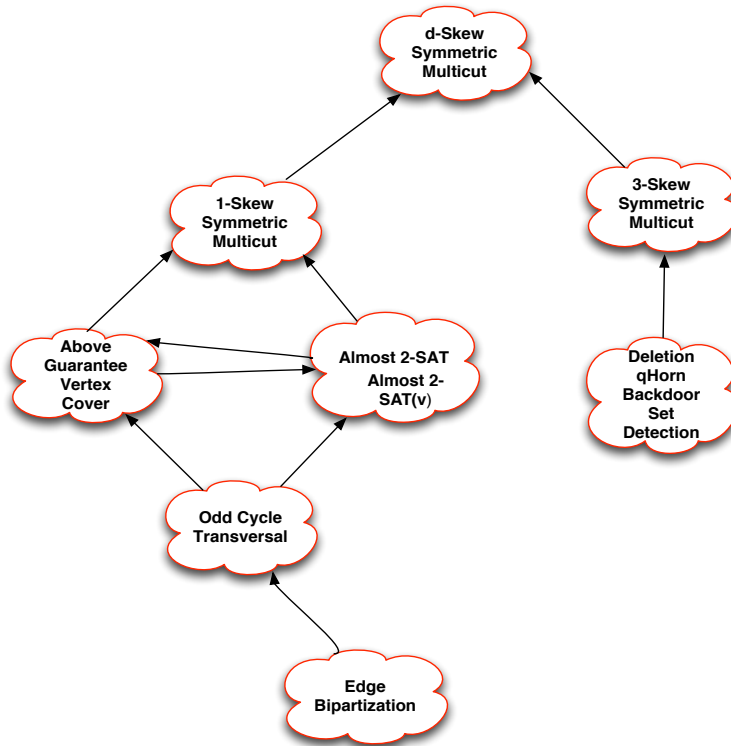 d-Skew
Symmetric
Multicut
1-Skew
Symmetric
Multicut
3-Skew
Symmetric
Multicut
Above
Guarantee
Vertex
Cover
Almost 2-SAT
Almost 2-
SAT(v)
Deletion
qHorn
Backdoor
Set
Detection
Odd Cycle
Transversal
Edge
Bipartization